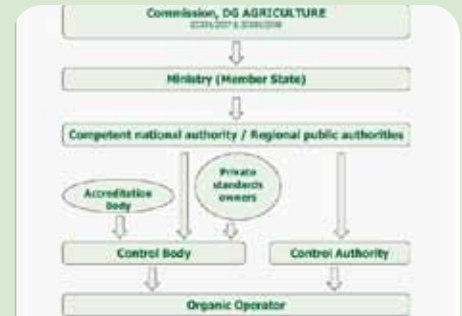 Commission, DG AGRICULTURE
Ministry (Member State)
Competent national authority / Regional public authorities
Accreditation
Body
Private
standards
owners
Control Body
Control Authority
Organic Operator